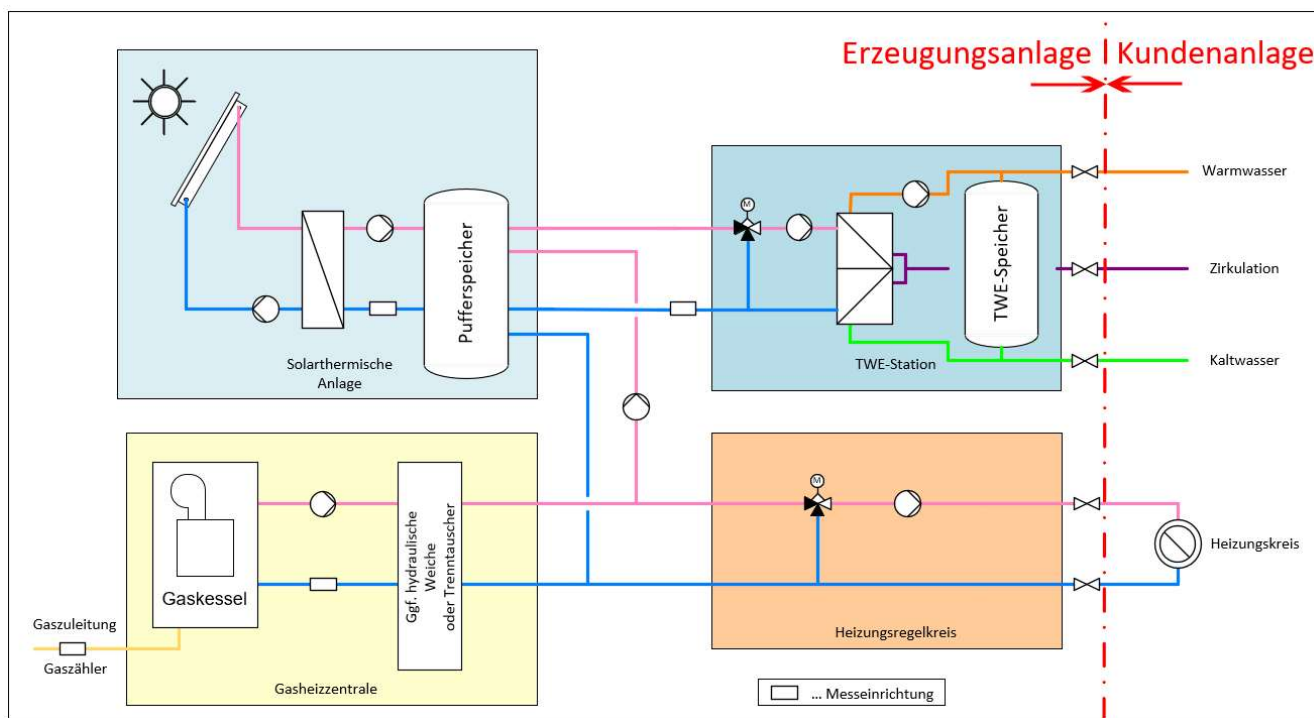 Erzeugungsanlage | Kundenanlage
M
Warmwasser
Pufferspeicher
TWE-Speicher
Zirkulation
Solarthermische
Anlage
TWE-Station
Kaltwasser
M
Ggf. hydraulische
Weiche
oder Trenntauscher
Heizungskreis
Gaskessel
Gaszuleitung
Gaszähler
Heizungsregelkreis
Gasheizzentrale
... Messeinrichtung